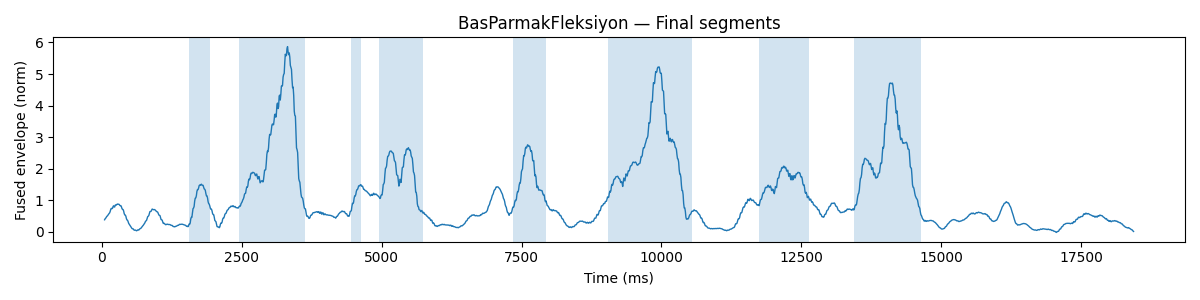 BasParmakFleksiyon — Final segments
Fused envelope (norm)
6
5
4
3
2
1
0
0 2500 5000 7500 10000 12500 15000 17500
Time (ms)